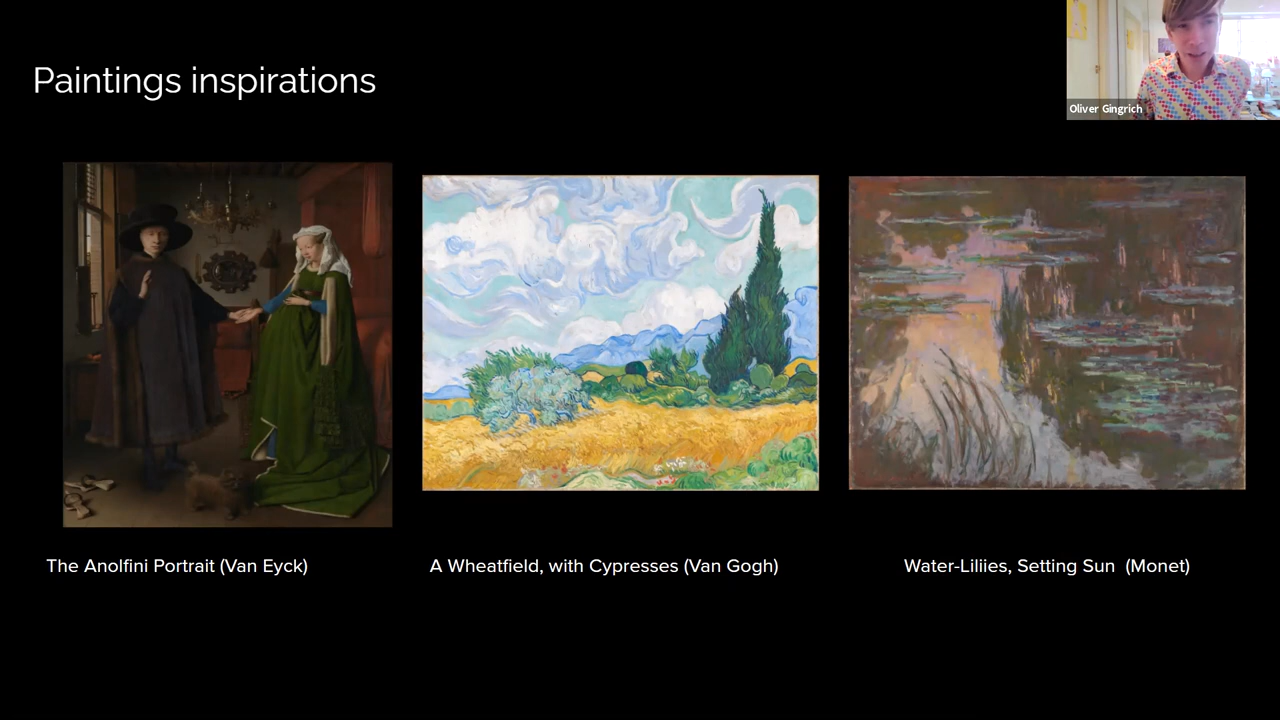 Paintings inspirations
Oliver Gingrich
The Anolfini Portrait (Van Eyck)
A Wheatfield, with Cypresses (Van Gogh)
Water-Liliies, Setting Sun  (Monet)